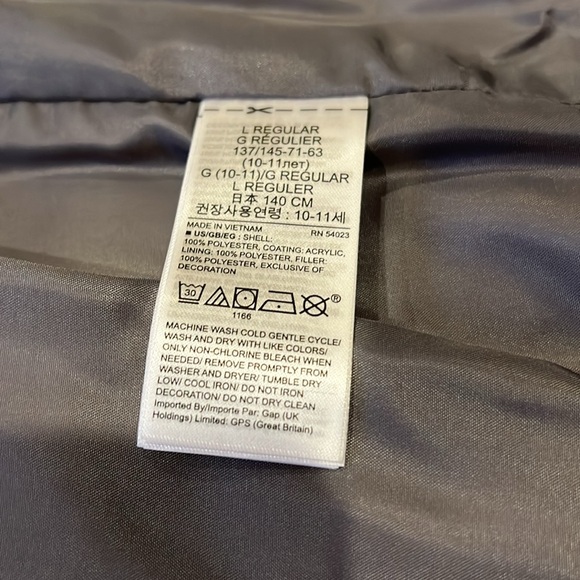 L REGULAR
G RÉGULIER
137/145-71-63
(10-11лет)
G (10-11)/G REGULAR
L REGULER
日本 140 CM
권장사용연령 : 10-11세
MADE IN VIETNAM RN 54023
■ US/GB/EG : SHELL:
100% POLYESTER, COATING: ACRYLIC,
LINING: 100% POLYESTER, FILLER:
100% POLYESTER, EXCLUSIVE OF
DECORATION
30 ®
1166
MACHINE WASH COLD GENTLE CYCLE/
WASH AND DRY WITH LIKE COLORS/
ONLY NON-CHLORINE BLEACH WHEN
NEEDED/ REMOVE PROMPTLY FROM
WASHER AND DRYER/ TUMBLE DRY
LOW/ COOL IRON/ DO NOT IRON
DECORATION/ DO NOT DRY CLEAN
Imported By/Importe Par: Gap (UK
Holdings) Limited: GPS (Great Britain)